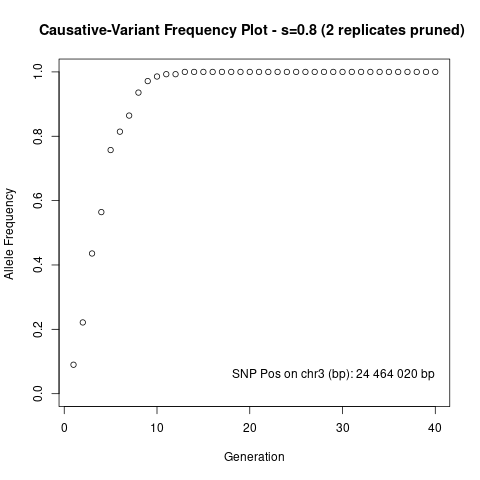 Causative-Variant Frequency Plot - s=0.8 (2 replicates pruned)
1.0
0.8
0.6
0.4
0.2
0.0
Allele Frequency
SNP Pos on chr3 (bp): 24 464 020 bp
0 10 20 30 40
Generation